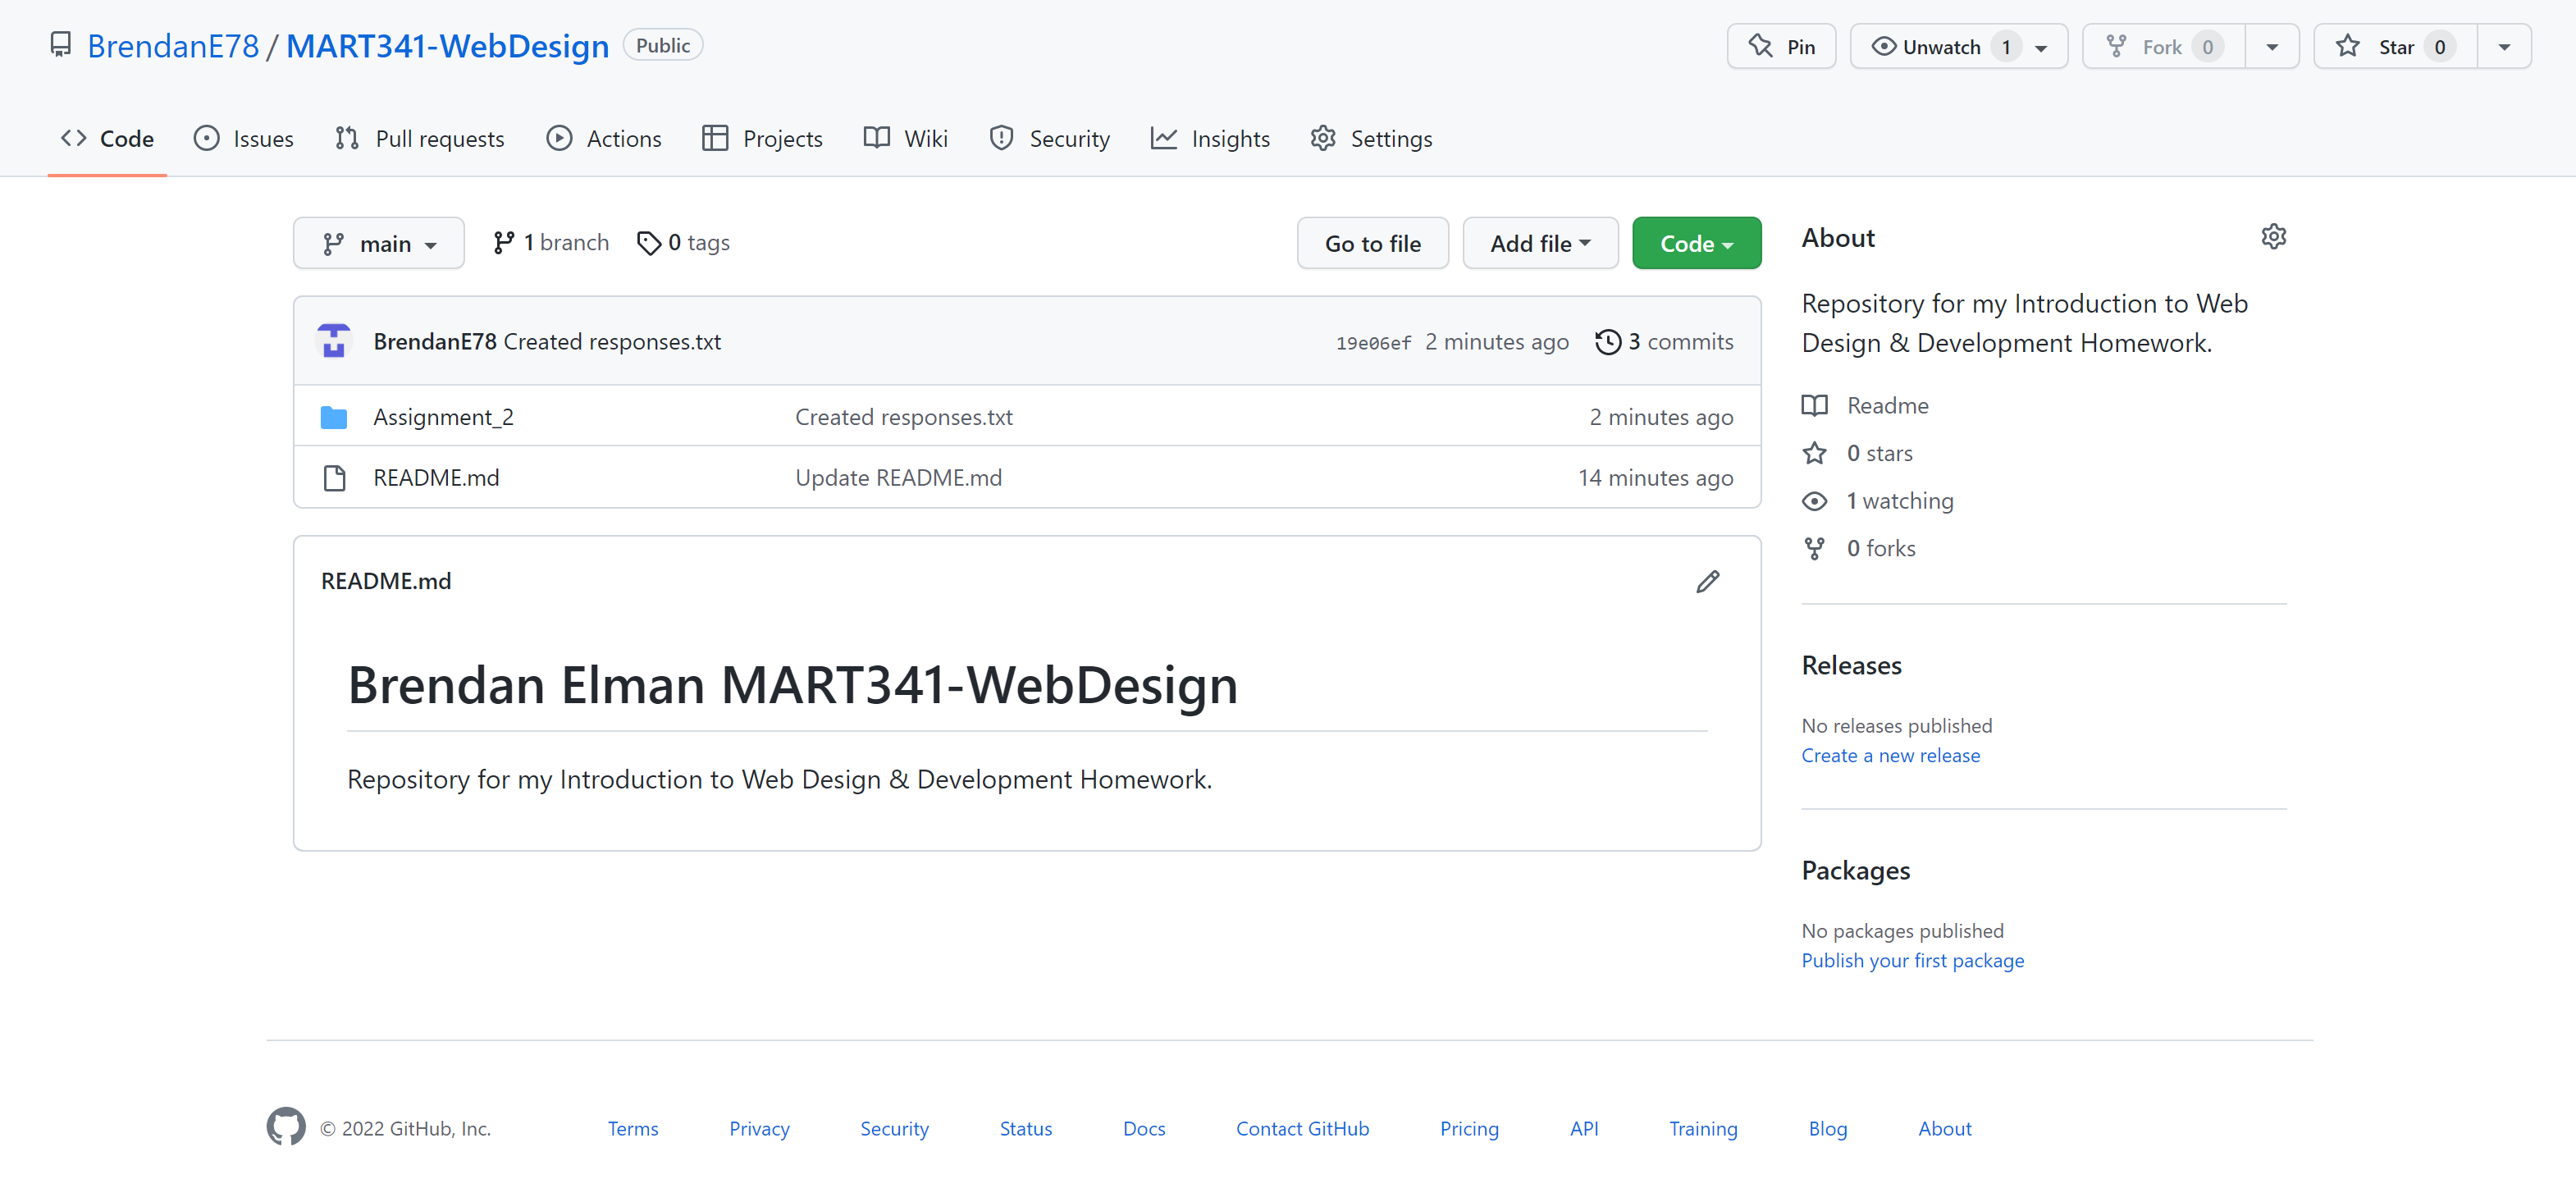 BrendanE78 / MART341-WebDesign Public
Pin Unwatch 1 Fork 0 Star 0
Code Issues Pull requests Actions Projects Wiki Security Insights Settings
main 1 branch 0 tags Go to file Add file Code
BrendanE78 Created responses.txt 19e06ef 2 minutes ago 3 commits
Assignment_2 Created responses.txt 2 minutes ago
README.md Update README.md 14 minutes ago
README.md
Brendan Elman MART341-WebDesign
Repository for my Introduction to Web Design & Development Homework.
About
Repository for my Introduction to Web
Design & Development Homework.
Readme
0 stars
1 watching
0 forks
Releases
No releases published
Create a new release
Packages
No packages published
Publish your first package
© 2022 GitHub, Inc. Terms Privacy Security Status Docs Contact GitHub Pricing API Training Blog About